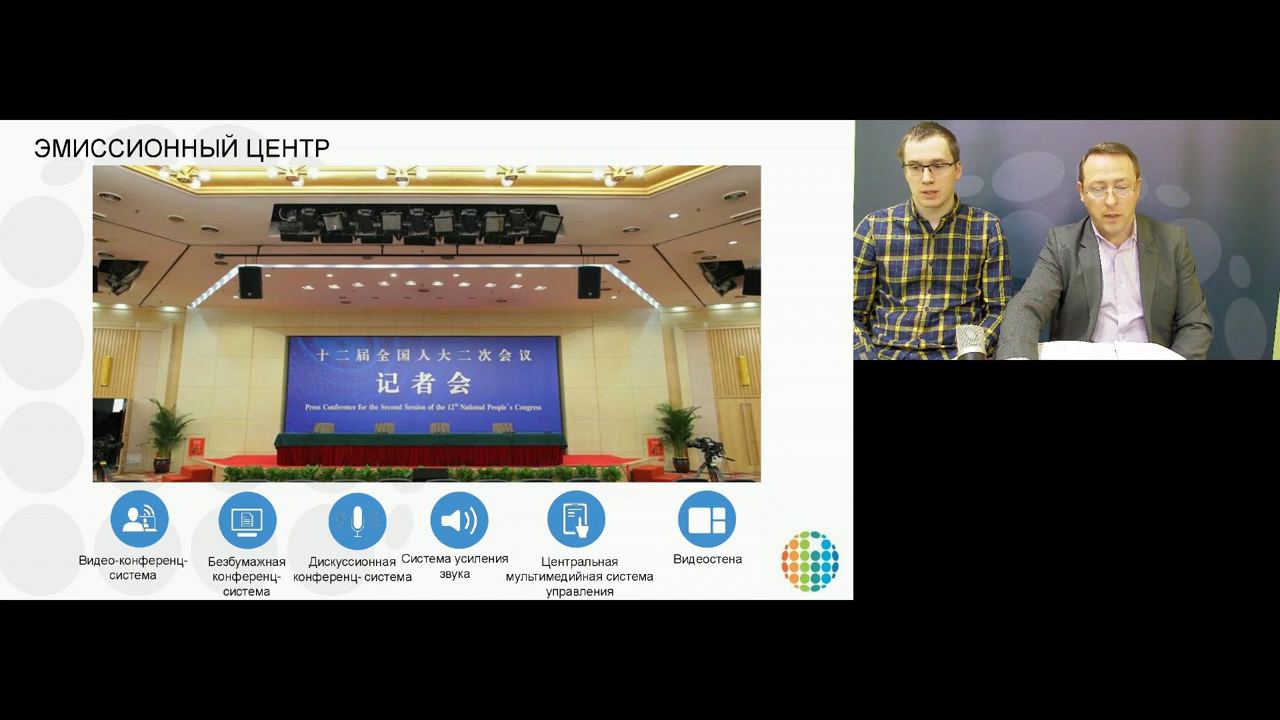 ЭМИССИОННЫЙ ЦЕНТР
十二届全国人大二次会议
记者会
Press Conference for the Second Session of the 12th National People's Congress
Видео-конференц-
система
Безбумажная
конференц-
система
Дискуссионная
конференц- система
Система усиления
звука
Центральная
мультимедийная система
управления
Видеостена